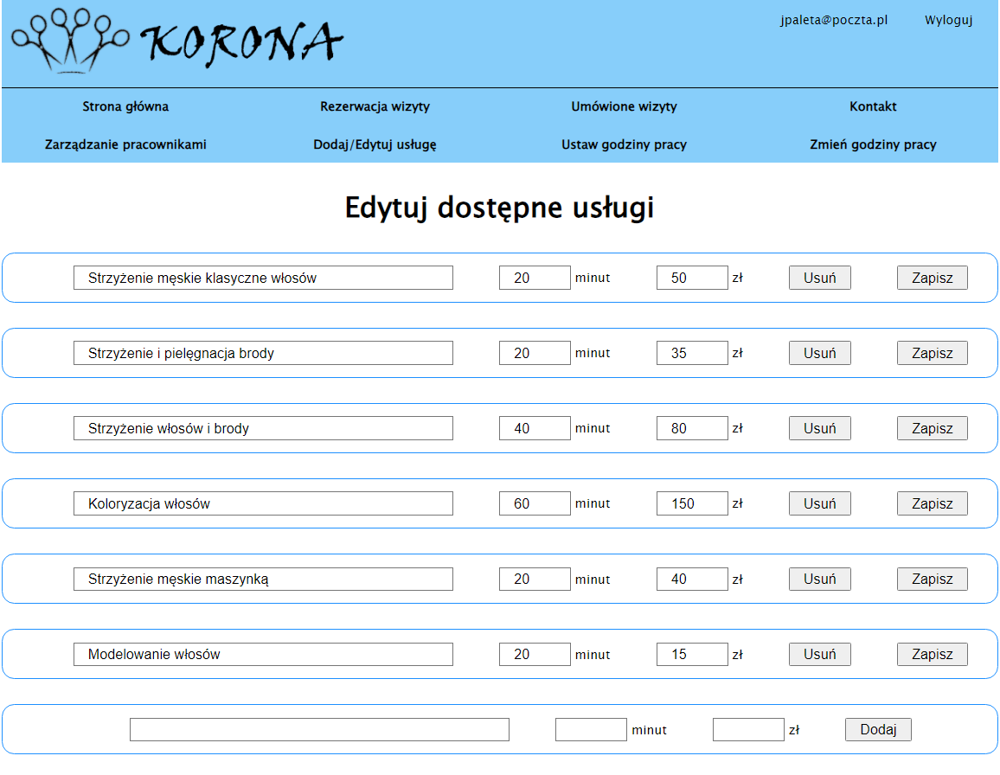 KORONA
jpaleta@poczta.pl Wyloguj
Strona główna Rezerwacja wizyty Umówione wizyty Kontakt
Zarządzanie pracownikami Dodaj/Edytuj usługę Ustaw godziny pracy Zmień godziny pracy
Edytuj dostępne usługi
Strzyżenie męskie klasyczne włosów 20 minut 50 zł Usuń Zapisz
Strzyżenie i pielęgnacja brody 20 minut 35 zł Usuń Zapisz
Strzyżenie włosów i brody 40 minut 80 zł Usuń Zapisz
Koloryzacja włosów 60 minut 150 zł Usuń Zapisz
Strzyżenie męskie maszynką 20 minut 40 zł Usuń Zapisz
Modelowanie włosów 20 minut 15 zł Usuń Zapisz
minut zł Dodaj